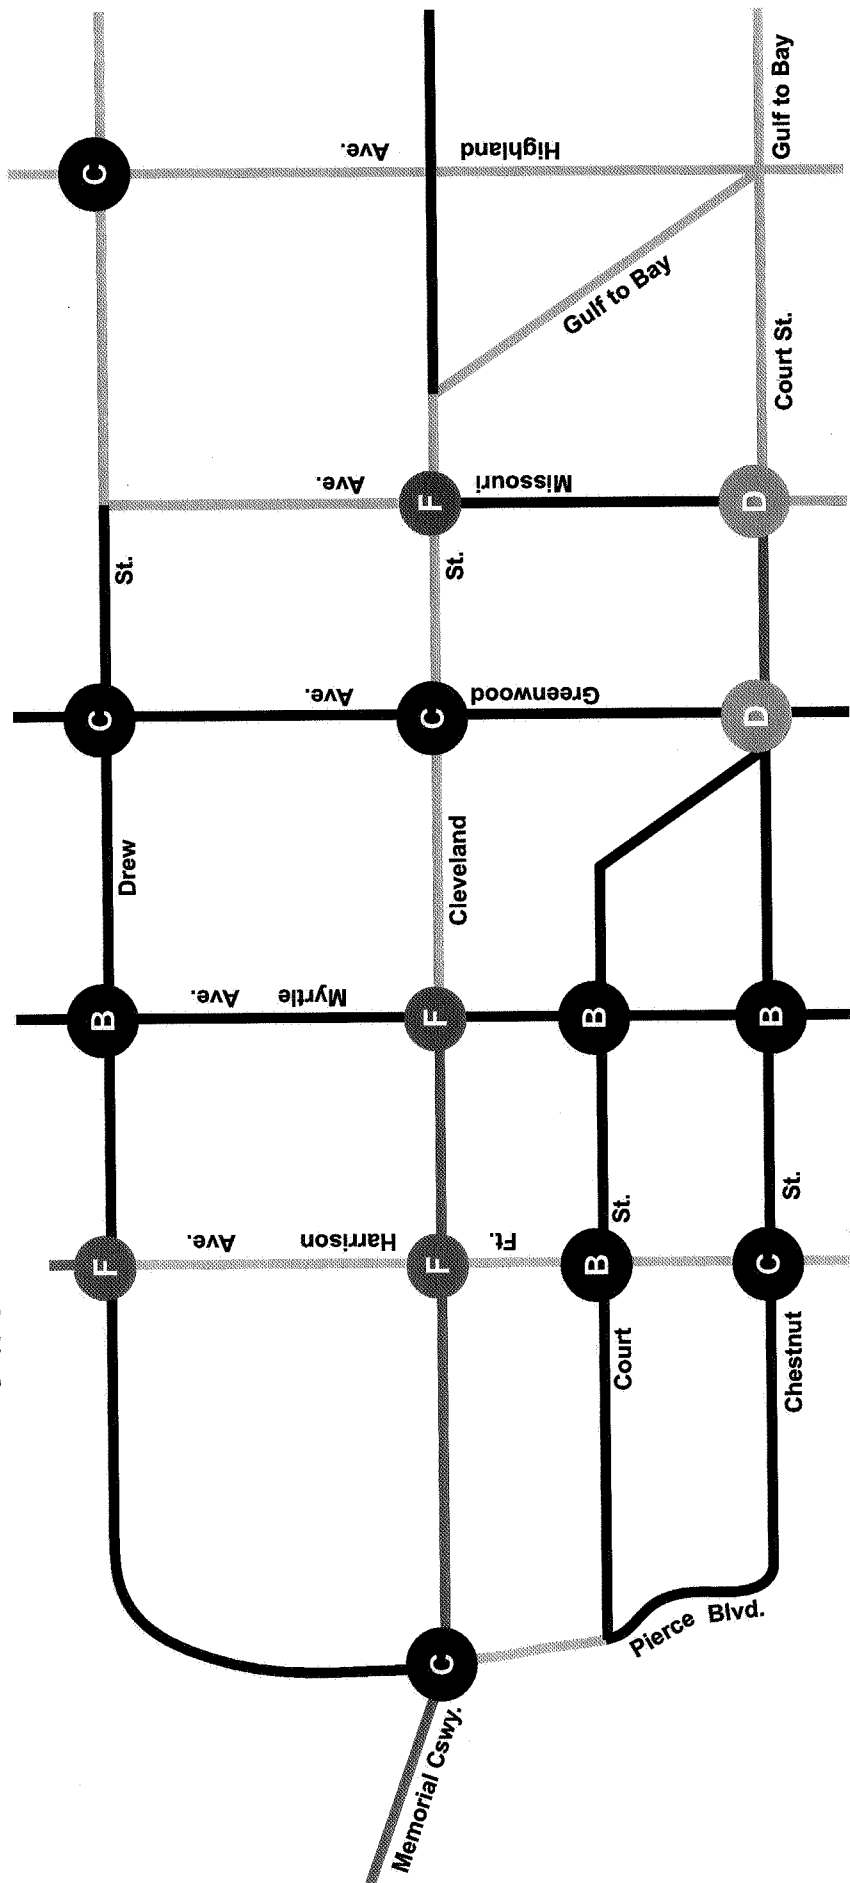 Gulf to Bay
Highland Ave.
C
Gulf to Bay
Court St.
Missouri Ave.
F
D
St.
St.
Greenwood Ave.
C
C
D
Drew
Cleveland
Myrtle Ave.
B
F
B
B
St.
St.
Ft. Harrison Ave.
F
F
B
C
Court
Chestnut
Pierce Blvd.
C
Memorial Cswy.